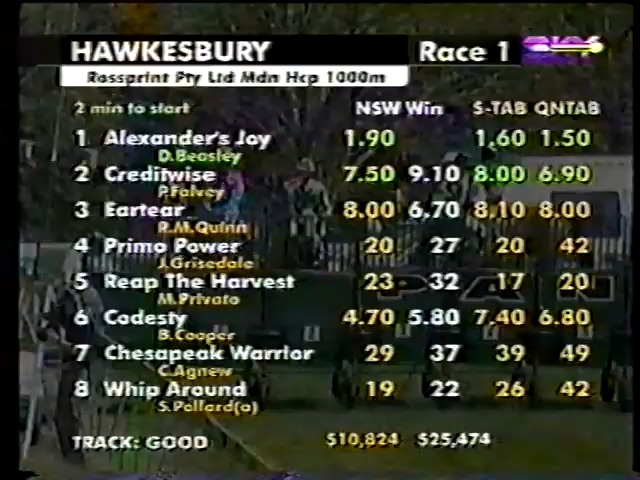 HAWKESBURY Race 1
Rossprint Pty Ltd Mdn Hcp 1000m
2 min to start NSW Win S-TAB QNTAB
1 Alexander's Joy 1.90 1.60 1.50
D.Beasley
2 Creditwise 7.50 9.10 8.00 6.90
P.Falvey
3 Eartear 8.00 6.70 8.10 8.00
R.M.Quinn
4 Primo Power 20 27 20 42
J.Grisedale
5 Reap The Harvest 23 32 17 20
M.Privato
6 Codesty 4.70 5.80 7.40 6.80
B.Cooper
7 Chesapeak Warrior 29 37 39 49
C.Agnew
8 Whip Around 19 22 26 42
S.Pollard(a)
TRACK: GOOD $10,824 $25,474